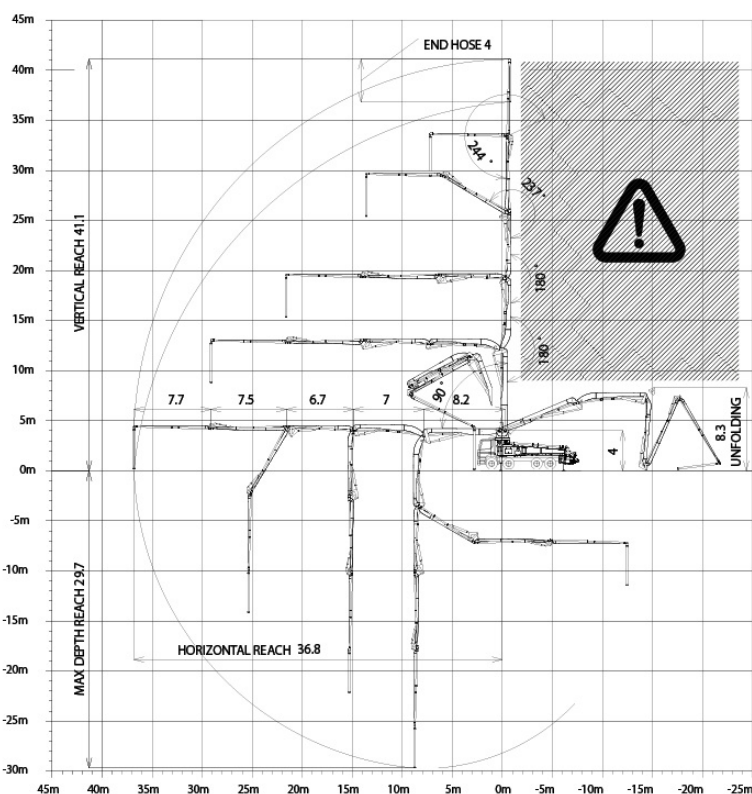 45m
END HOSE 4
40m
35m
244°
30m
237°
25m
VERTICAL REACH 41.1
20m
180°
15m
180°
10m
90°
7.7 7.5 6.7 7 8.2
5m
4
8.3
UNFOLDING
0m
-5m
-10m
MAX DEPTH REACH 29.7
-15m
HORIZONTAL REACH 36.8
-20m
-25m
-30m
45m 40m 35m 30m 25m 20m 15m 10m 5m 0m -5m -10m -15m -20m -25m